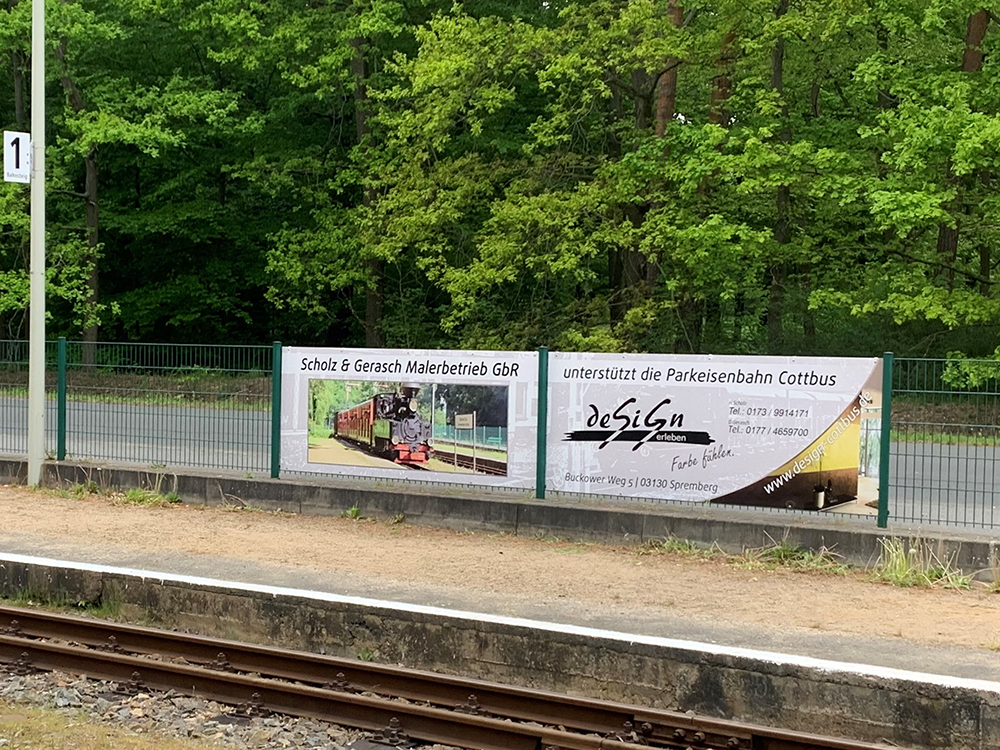 1
Scholz & Gerasch Malerbetrieb GbR
unterstützt die Parkeisenbahn Cottbus
deSiGn
erleben
Farbe fühlen.
Tel.: 0173 / 9914171
Tel.: 0177 / 4659700
Buckower Weg 5 | 03130 Spremberg
www.design-cottbus.de